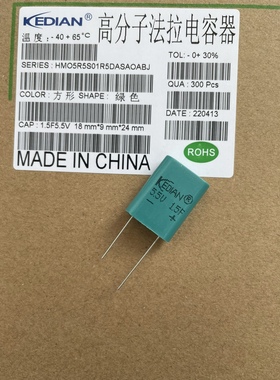 KEDIAN® 高分子法拉电容器
温度: -40 +65℃ TOL: -0+ 30%
SERIES: HMO5R5S01R5DASAOABJ
QUA: 300 Pcs
COLOR: 方形 SHAPE: 绿色
DATE: 220413
CAP: 1.5F5.5V 18 mm*9 mm*24 mm
MADE IN CHINA
ROHS
KEDIAN®
5.5V 1.5F
- +